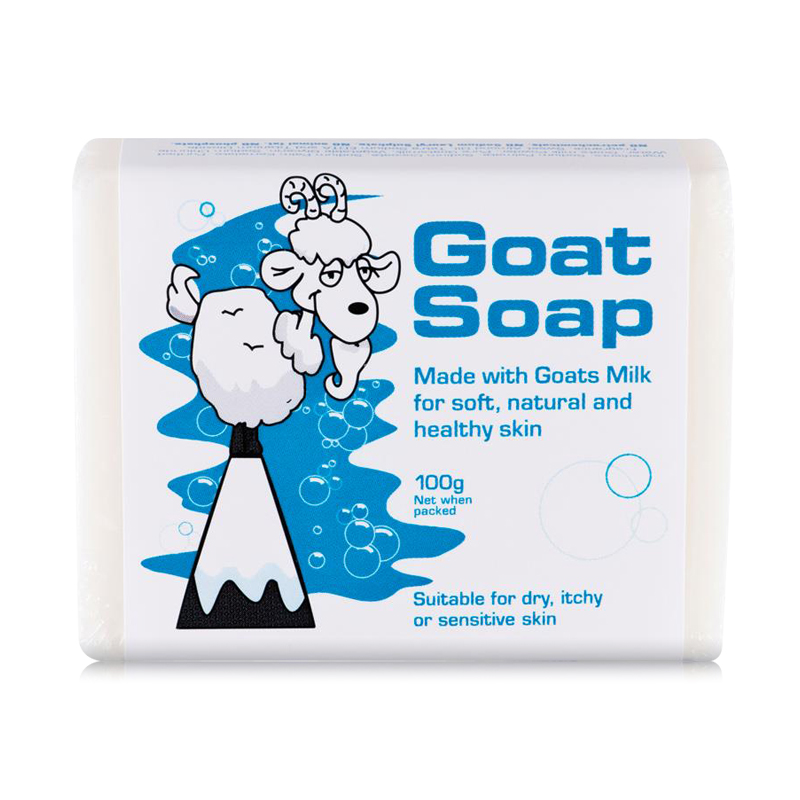 Goat
Soap
Made with Goats Milk
for soft, natural and
healthy skin
100g
Net when
packed
Suitable for dry, itchy
or sensitive skin